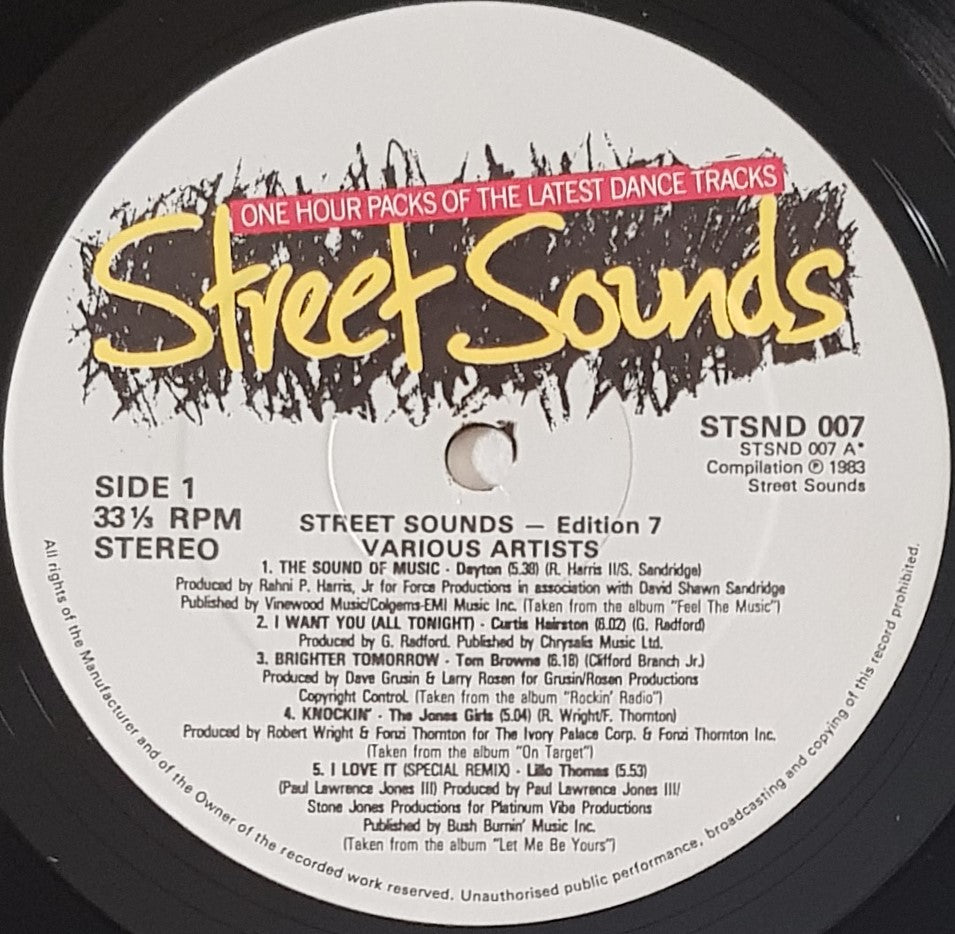 ONE HOUR PACKS OF THE LATEST DANCE TRACKS
Street Sounds
STSND 007
STSND 007 A*
Compilation ℗ 1983
Street Sounds
SIDE 1
33⅓ RPM
STEREO
STREET SOUNDS — Edition 7
VARIOUS ARTISTS
1. THE SOUND OF MUSIC - Dayton (5.38) (R. Harris II/S. Sandridge)
Produced by Rahni P. Harris, Jr for Force Productions in association with David Shawn Sandridge
Published by Vinewood Music/Colgems-EMI Music Inc. (Taken from the album "Feel The Music")
2. I WANT YOU (ALL TONIGHT) - Curtis Hairston (6.02) (G. Radford)
Produced by G. Radford. Published by Chrysalis Music Ltd.
3. BRIGHTER TOMORROW - Tom Browne (6.18) (Clifford Branch Jr.)
Produced by Dave Grusin & Larry Rosen for Grusin/Rosen Productions
Copyright Control. (Taken from the album "Rockin' Radio")
4. KNOCKIN' - The Jones Girls (5.04) (R. Wright/F. Thornton)
Produced by Robert Wright & Fonzi Thornton for The Ivory Palace Corp. & Fonzi Thornton Inc.
(Taken from the album "On Target")
5. I LOVE IT (SPECIAL REMIX) - Lillo Thomas (5.53)
(Paul Lawrence Jones III) Produced by Paul Lawrence Jones III/
Stone Jones Productions for Platinum Vibe Productions
Published by Bush Burnin' Music Inc.
(Taken from the album "Let Me Be Yours")
All rights of the Manufacturer and of the Owner of the recorded work reserved. Unauthorised public performance, broadcasting and copying of this record prohibited.